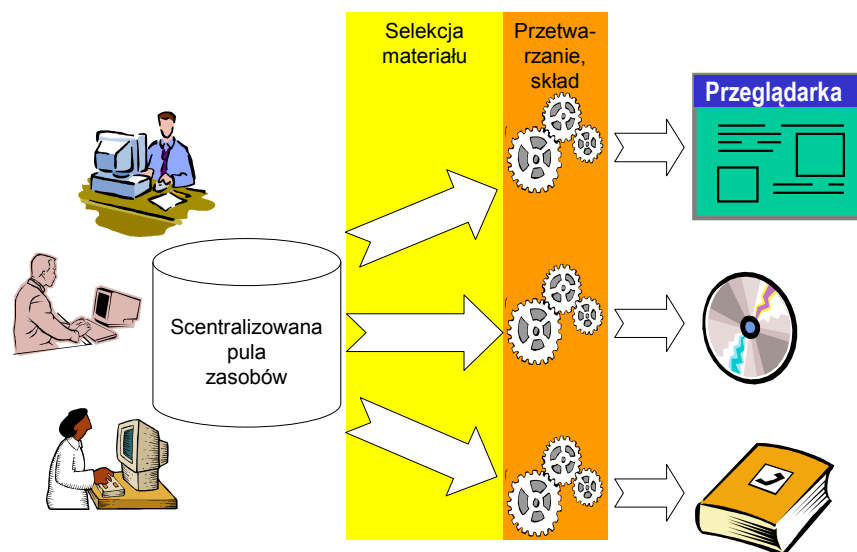 Selekcja
materiału
Przetwa-
rzanie,
skład
Przeglądarka
Scentralizowana
pula
zasobów